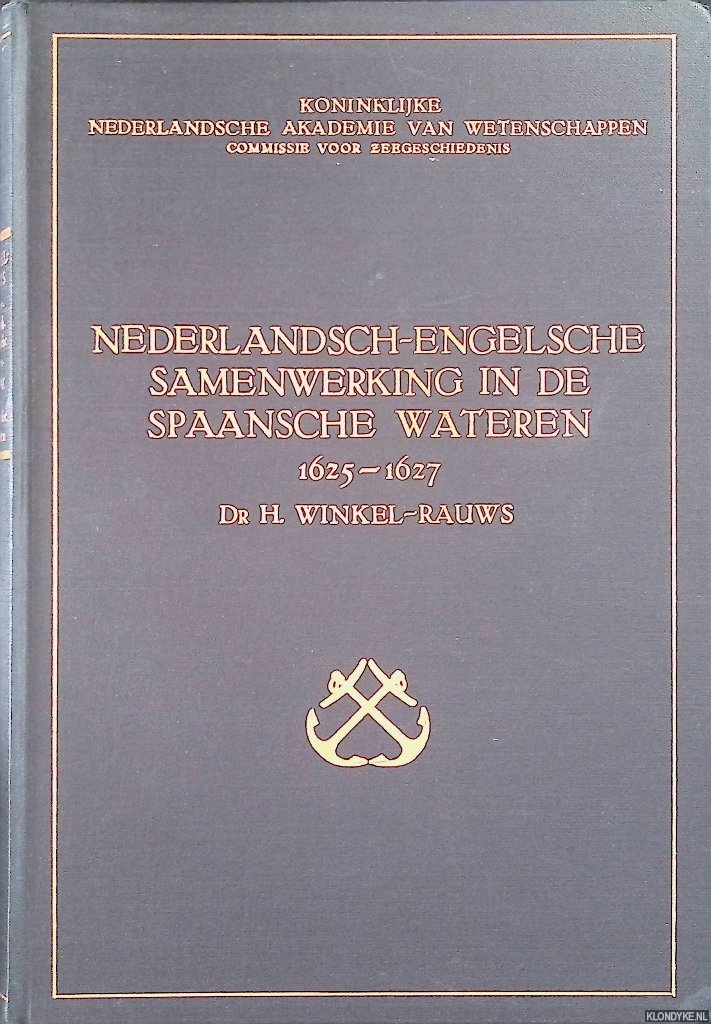 KONINKLIJKE
NEDERLANDSCHE AKADEMIE VAN WETENSCHAPPEN
COMMISSIE VOOR ZEEGESCHIEDENIS
NEDERLANDSCH-ENGELSCHE
SAMENWERKING IN DE
SPAANSCHE WATEREN
1625-1627
DR H. WINKEL-RAUWS
KLONDYKE.NL